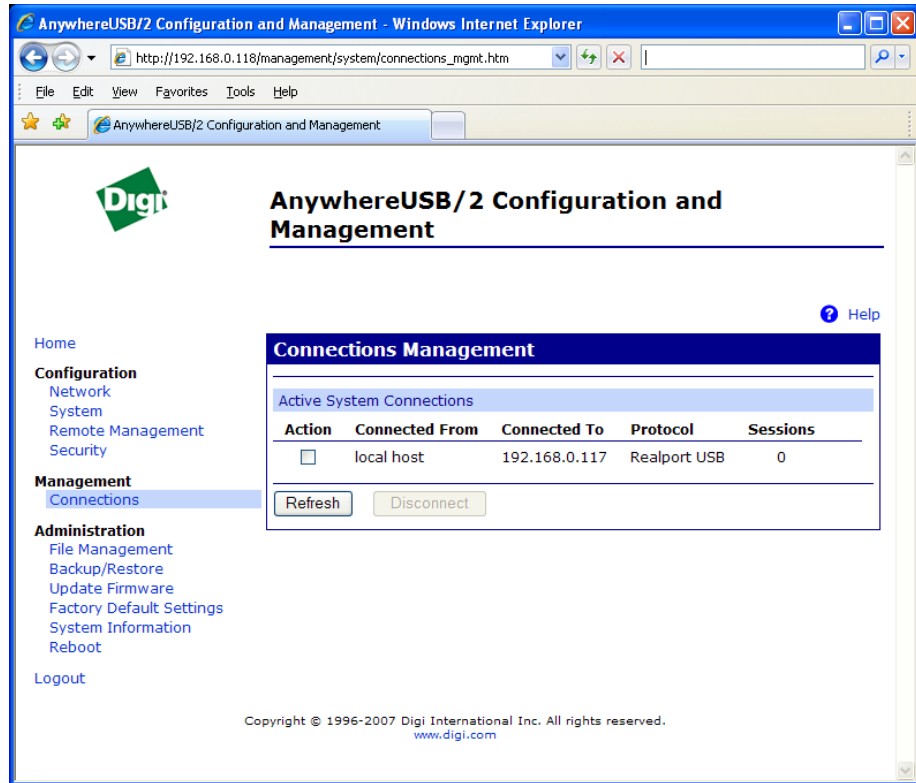 AnywhereUSB/2 Configuration and Management - Windows Internet Explorer
http://192.168.0.118/management/system/connections_mgmt.htm
File Edit View Favorites Tools Help
AnywhereUSB/2 Configuration and Management
Digi
AnywhereUSB/2 Configuration and
Management
Help
Home
Configuration
Network
System
Remote Management
Security
Management
Connections
Administration
File Management
Backup/Restore
Update Firmware
Factory Default Settings
System Information
Reboot
Logout
Connections Management
Active System Connections
Action Connected From Connected To Protocol Sessions
local host 192.168.0.117 Realport USB 0
Refresh Disconnect
Copyright © 1996-2007 Digi International Inc. All rights reserved.
www.digi.com